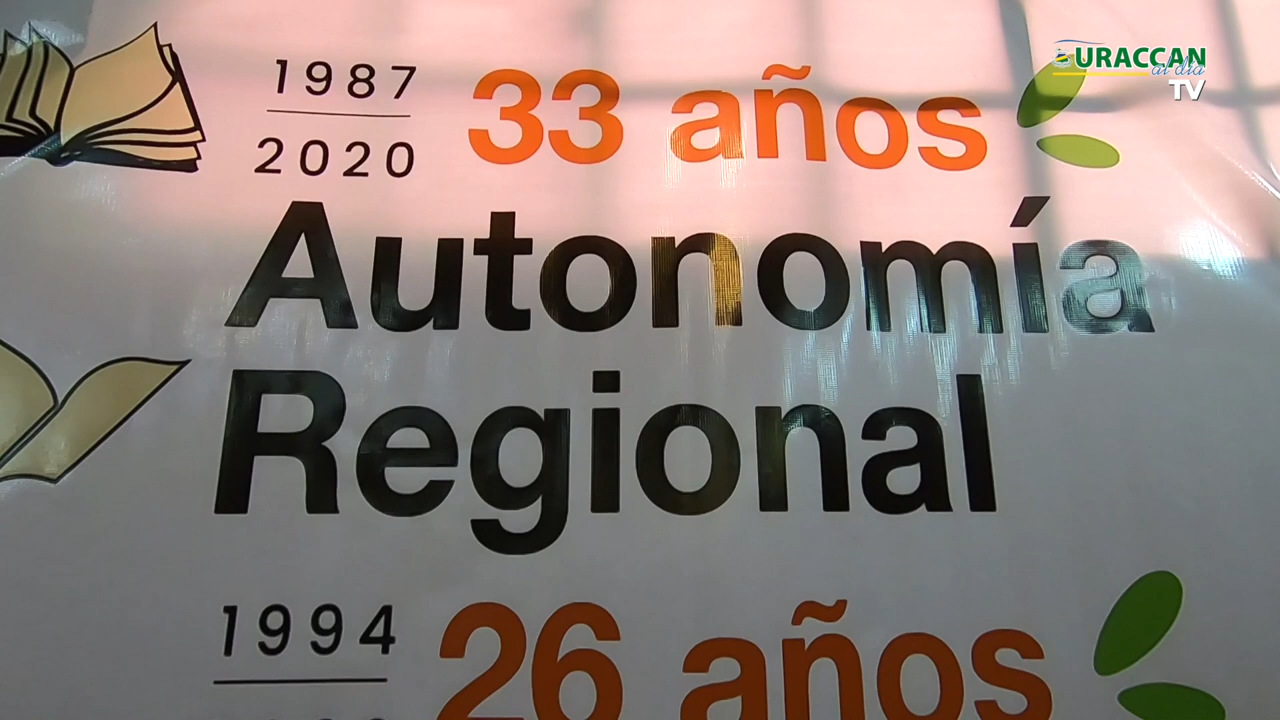 URACCAN
al día
TV
1987
2020
33 años
Autonomía
Regional
1994
26 años